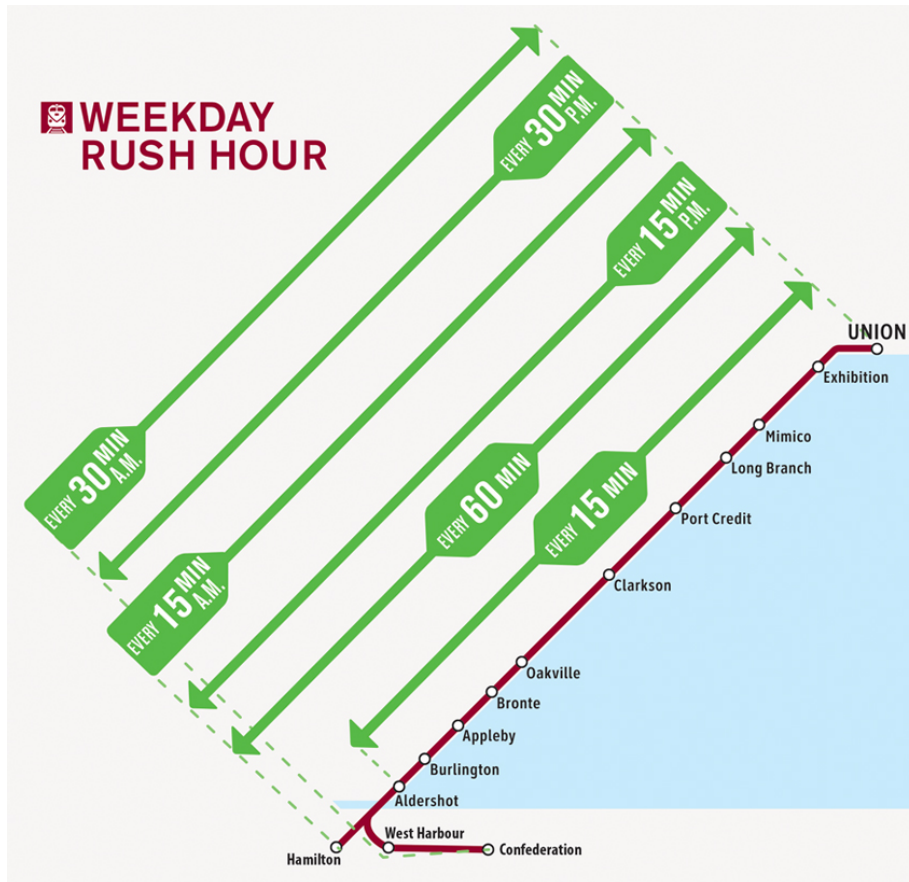 WEEKDAY
RUSH HOUR
EVERY 30 MIN P.M.
EVERY 15 MIN P.M.
EVERY 30 MIN A.M.
EVERY 15 MIN A.M.
EVERY 60 MIN
EVERY 15 MIN
UNION
Exhibition
Mimico
Long Branch
Port Credit
Clarkson
Oakville
Bronte
Appleby
Burlington
Aldershot
West Harbour
Hamilton
Confederation